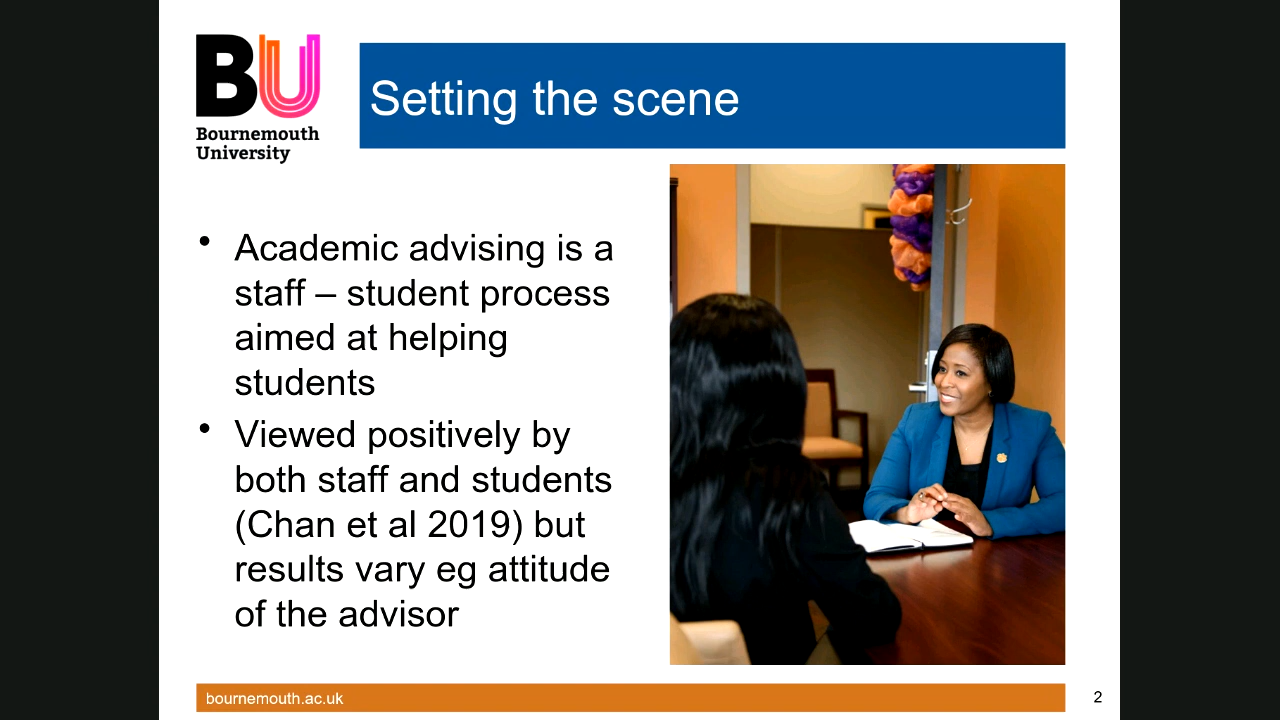 BU
Bournemouth
University
Setting the scene
• Academic advising is a
staff – student process
aimed at helping
students
• Viewed positively by
both staff and students
(Chan et al 2019) but
results vary eg attitude
of the advisor
bournemouth.ac.uk
2